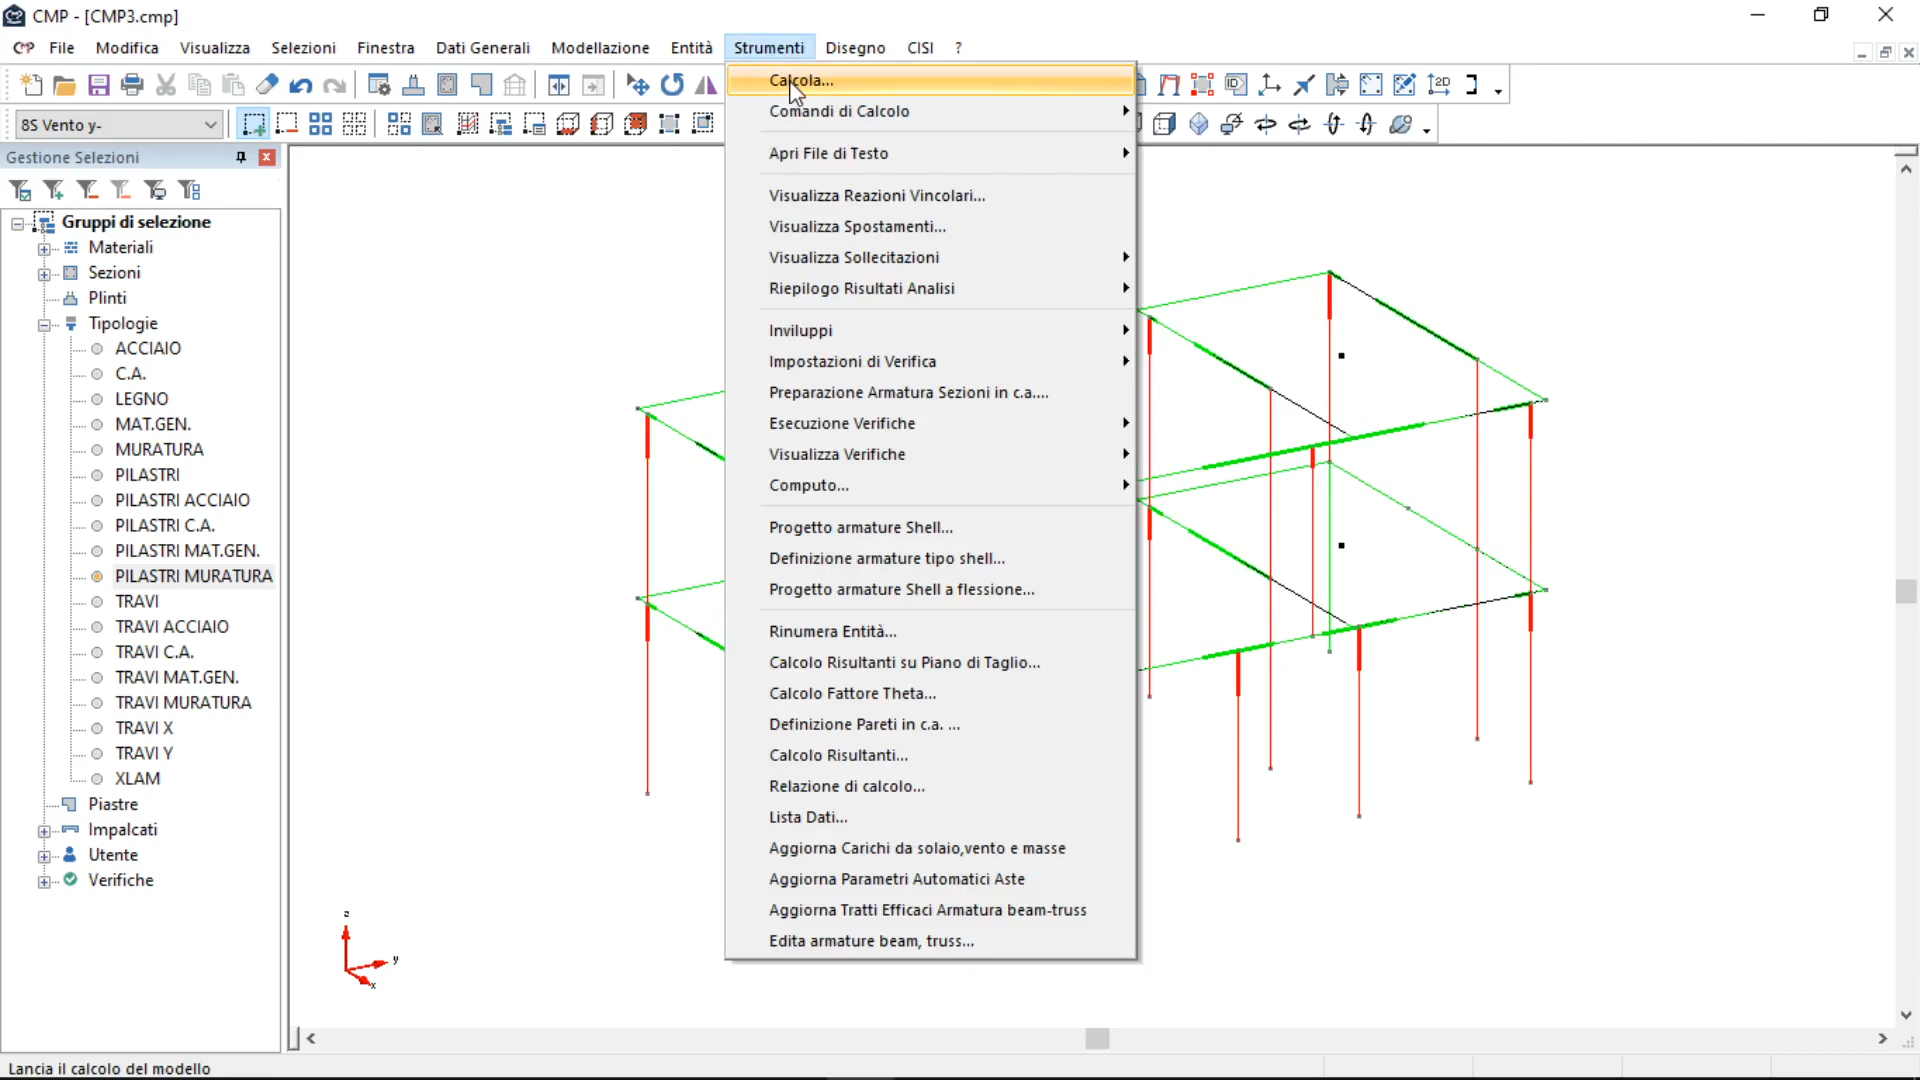 CMP - [CMP3.cmp]
CMP File Modifica Visualizza Selezioni Finestra Dati Generali Modellazione Entità Strumenti Disegno CISI ?
8S Vento y-
ID
2D
Gestione Selezioni
Gruppi di selezione
Materiali
Sezioni
Plinti
Tipologie
ACCIAIO
C.A.
LEGNO
MAT.GEN.
MURATURA
PILASTRI
PILASTRI ACCIAIO
PILASTRI C.A.
PILASTRI MAT.GEN.
PILASTRI MURATURA
TRAVI
TRAVI ACCIAIO
TRAVI C.A.
TRAVI MAT.GEN.
TRAVI MURATURA
TRAVI X
TRAVI Y
XLAM
Piastre
Impalcati
Utente
Verifiche
Calcola...
Comandi di Calcolo
Apri File di Testo
Visualizza Reazioni Vincolari...
Visualizza Spostamenti...
Visualizza Sollecitazioni
Riepilogo Risultati Analisi
Inviluppi
Impostazioni di Verifica
Preparazione Armatura Sezioni in c.a....
Esecuzione Verifiche
Visualizza Verifiche
Computo...
Progetto armature Shell...
Definizione armature tipo shell...
Progetto armature Shell a flessione...
Rinumera Entità...
Calcolo Risultanti su Piano di Taglio...
Calcolo Fattore Theta...
Definizione Pareti in c.a. ...
Calcolo Risultanti...
Relazione di calcolo...
Lista Dati...
Aggiorna Carichi da solaio,vento e masse
Aggiorna Parametri Automatici Aste
Aggiorna Tratti Efficaci Armatura beam-truss
Edita armature beam, truss...
z
y
x
Lancia il calcolo del modello